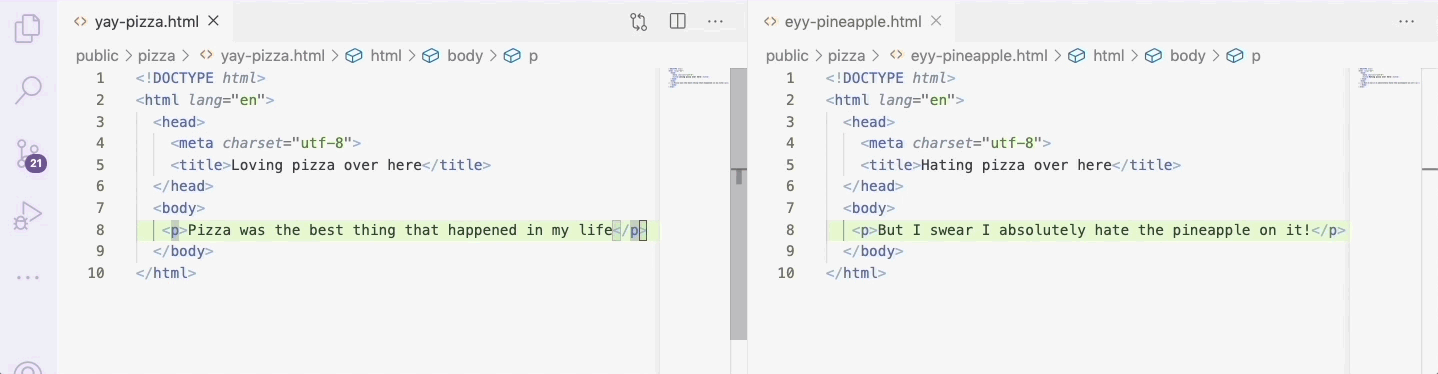 yay-pizza.html
public > pizza > <> yay-pizza.html > html > body > p
1 <!DOCTYPE html>
2 <html lang="en">
3 <head>
4 <meta charset="utf-8">
5 <title>Loving pizza over here</title>
6 </head>
7 <body>
8 <p>Pizza was the best thing that happened in my life</p>
9 </body>
10 </html>
21
eyy-pineapple.html
public > pizza > <> eyy-pineapple.html > html > body > p
1 <!DOCTYPE html>
2 <html lang="en">
3 <head>
4 <meta charset="utf-8">
5 <title>Hating pizza over here</title>
6 </head>
7 <body>
8 <p>But I swear I absolutely hate the pineapple on it!</p>
9 </body>
10 </html>